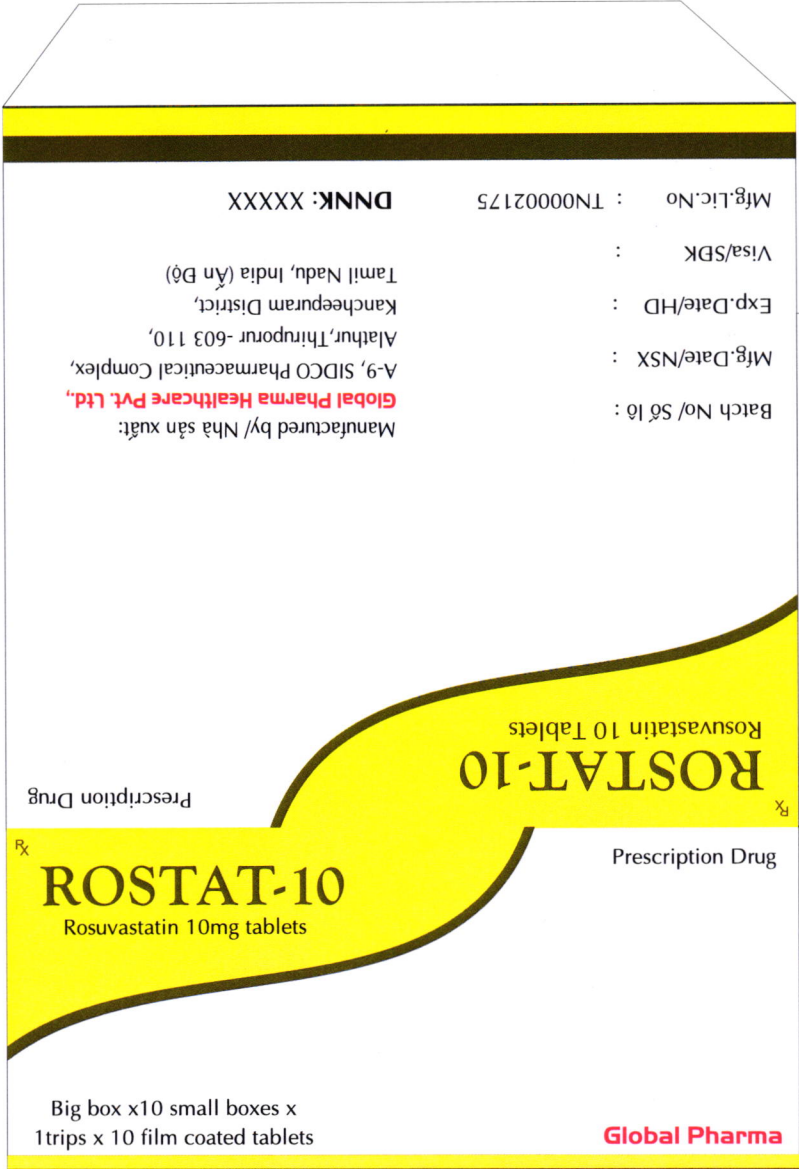 Rx
ROSTAT-10
Rosuvastatin 10mg tablets
Prescription Drug
Big box x10 small boxes x
1trips x 10 film coated tablets
Global Pharma
Rx
ROSTAT-10
Rosuvastatin 10 Tablets
Prescription Drug
Batch No/ Số lô :
Mfg.Date/NSX :
Exp.Date/HD :
Visa/SĐK :
Mfg.Lic.No : TN00002175
Manufactured by/ Nhà sản xuất:
Global Pharma Healthcare Pvt. Ltd.,
A-9, SIDCO Pharmaceutical Complex,
Alathur,Thiruporur -603 110,
Kancheepuram District,
Tamil Nadu, India (Ấn Độ)
DNNK: XXXXX